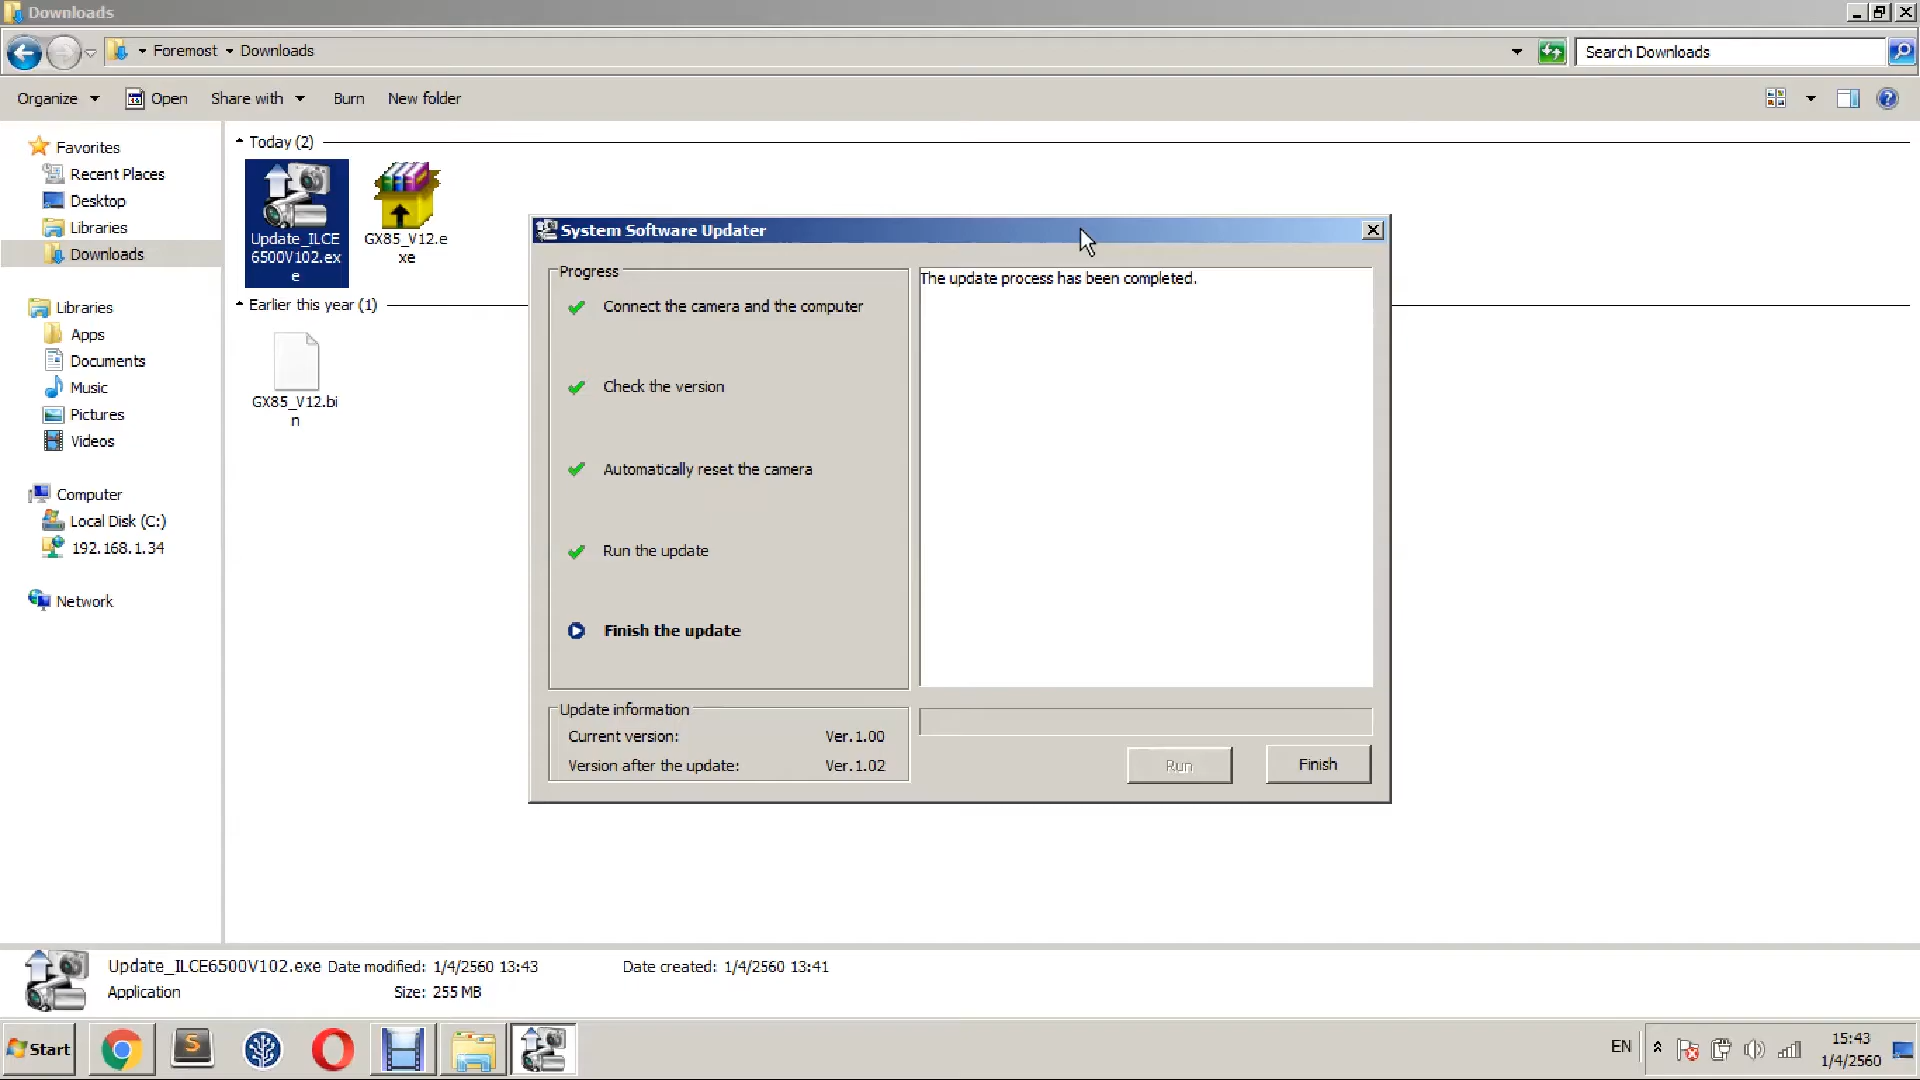 Downloads
Foremost
Downloads
Search Downloads
Organize
Open
Share with
Burn
New folder
Favorites
Recent Places
Desktop
Libraries
Downloads
Libraries
Apps
Documents
Music
Pictures
Videos
Computer
Local Disk (C:)
192.168.1.34
Network
Today (2)
Update_ILCE
6500V102.ex
e
GX85_V12.e
xe
Earlier this year (1)
GX85_V12.bi
n
System Software Updater
Progress
Connect the camera and the computer
Check the version
Automatically reset the camera
Run the update
Finish the update
The update process has been completed.
Update information
Current version: Ver.1.00
Version after the update: Ver.1.02
Run
Finish
Update_ILCE6500V102.exe Date modified: 1/4/2560 13:43 Date created: 1/4/2560 13:41
Application Size: 255 MB
Start
S
EN
15:43
1/4/2560